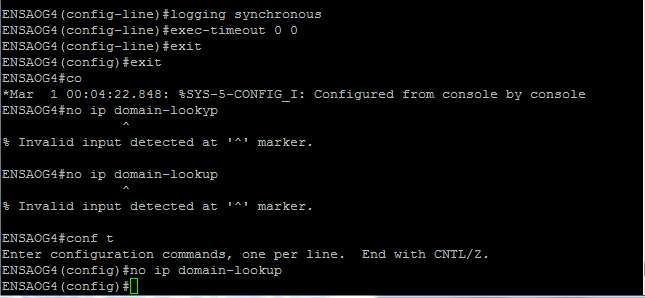 ENSAOG4(config-line)#logging synchronous
ENSAOG4(config-line)#exec-timeout 0 0
ENSAOG4(config-line)#exit
ENSAOG4(config)#exit
ENSAOG4#co
*Mar  1 00:04:22.848: %SYS-5-CONFIG_I: Configured from console by console
ENSAOG4#no ip domain-lookyp
               ^
% Invalid input detected at '^' marker.

ENSAOG4#no ip domain-lookup
               ^
% Invalid input detected at '^' marker.

ENSAOG4#conf t
Enter configuration commands, one per line.  End with CNTL/Z.
ENSAOG4(config)#no ip domain-lookup
ENSAOG4(config)#